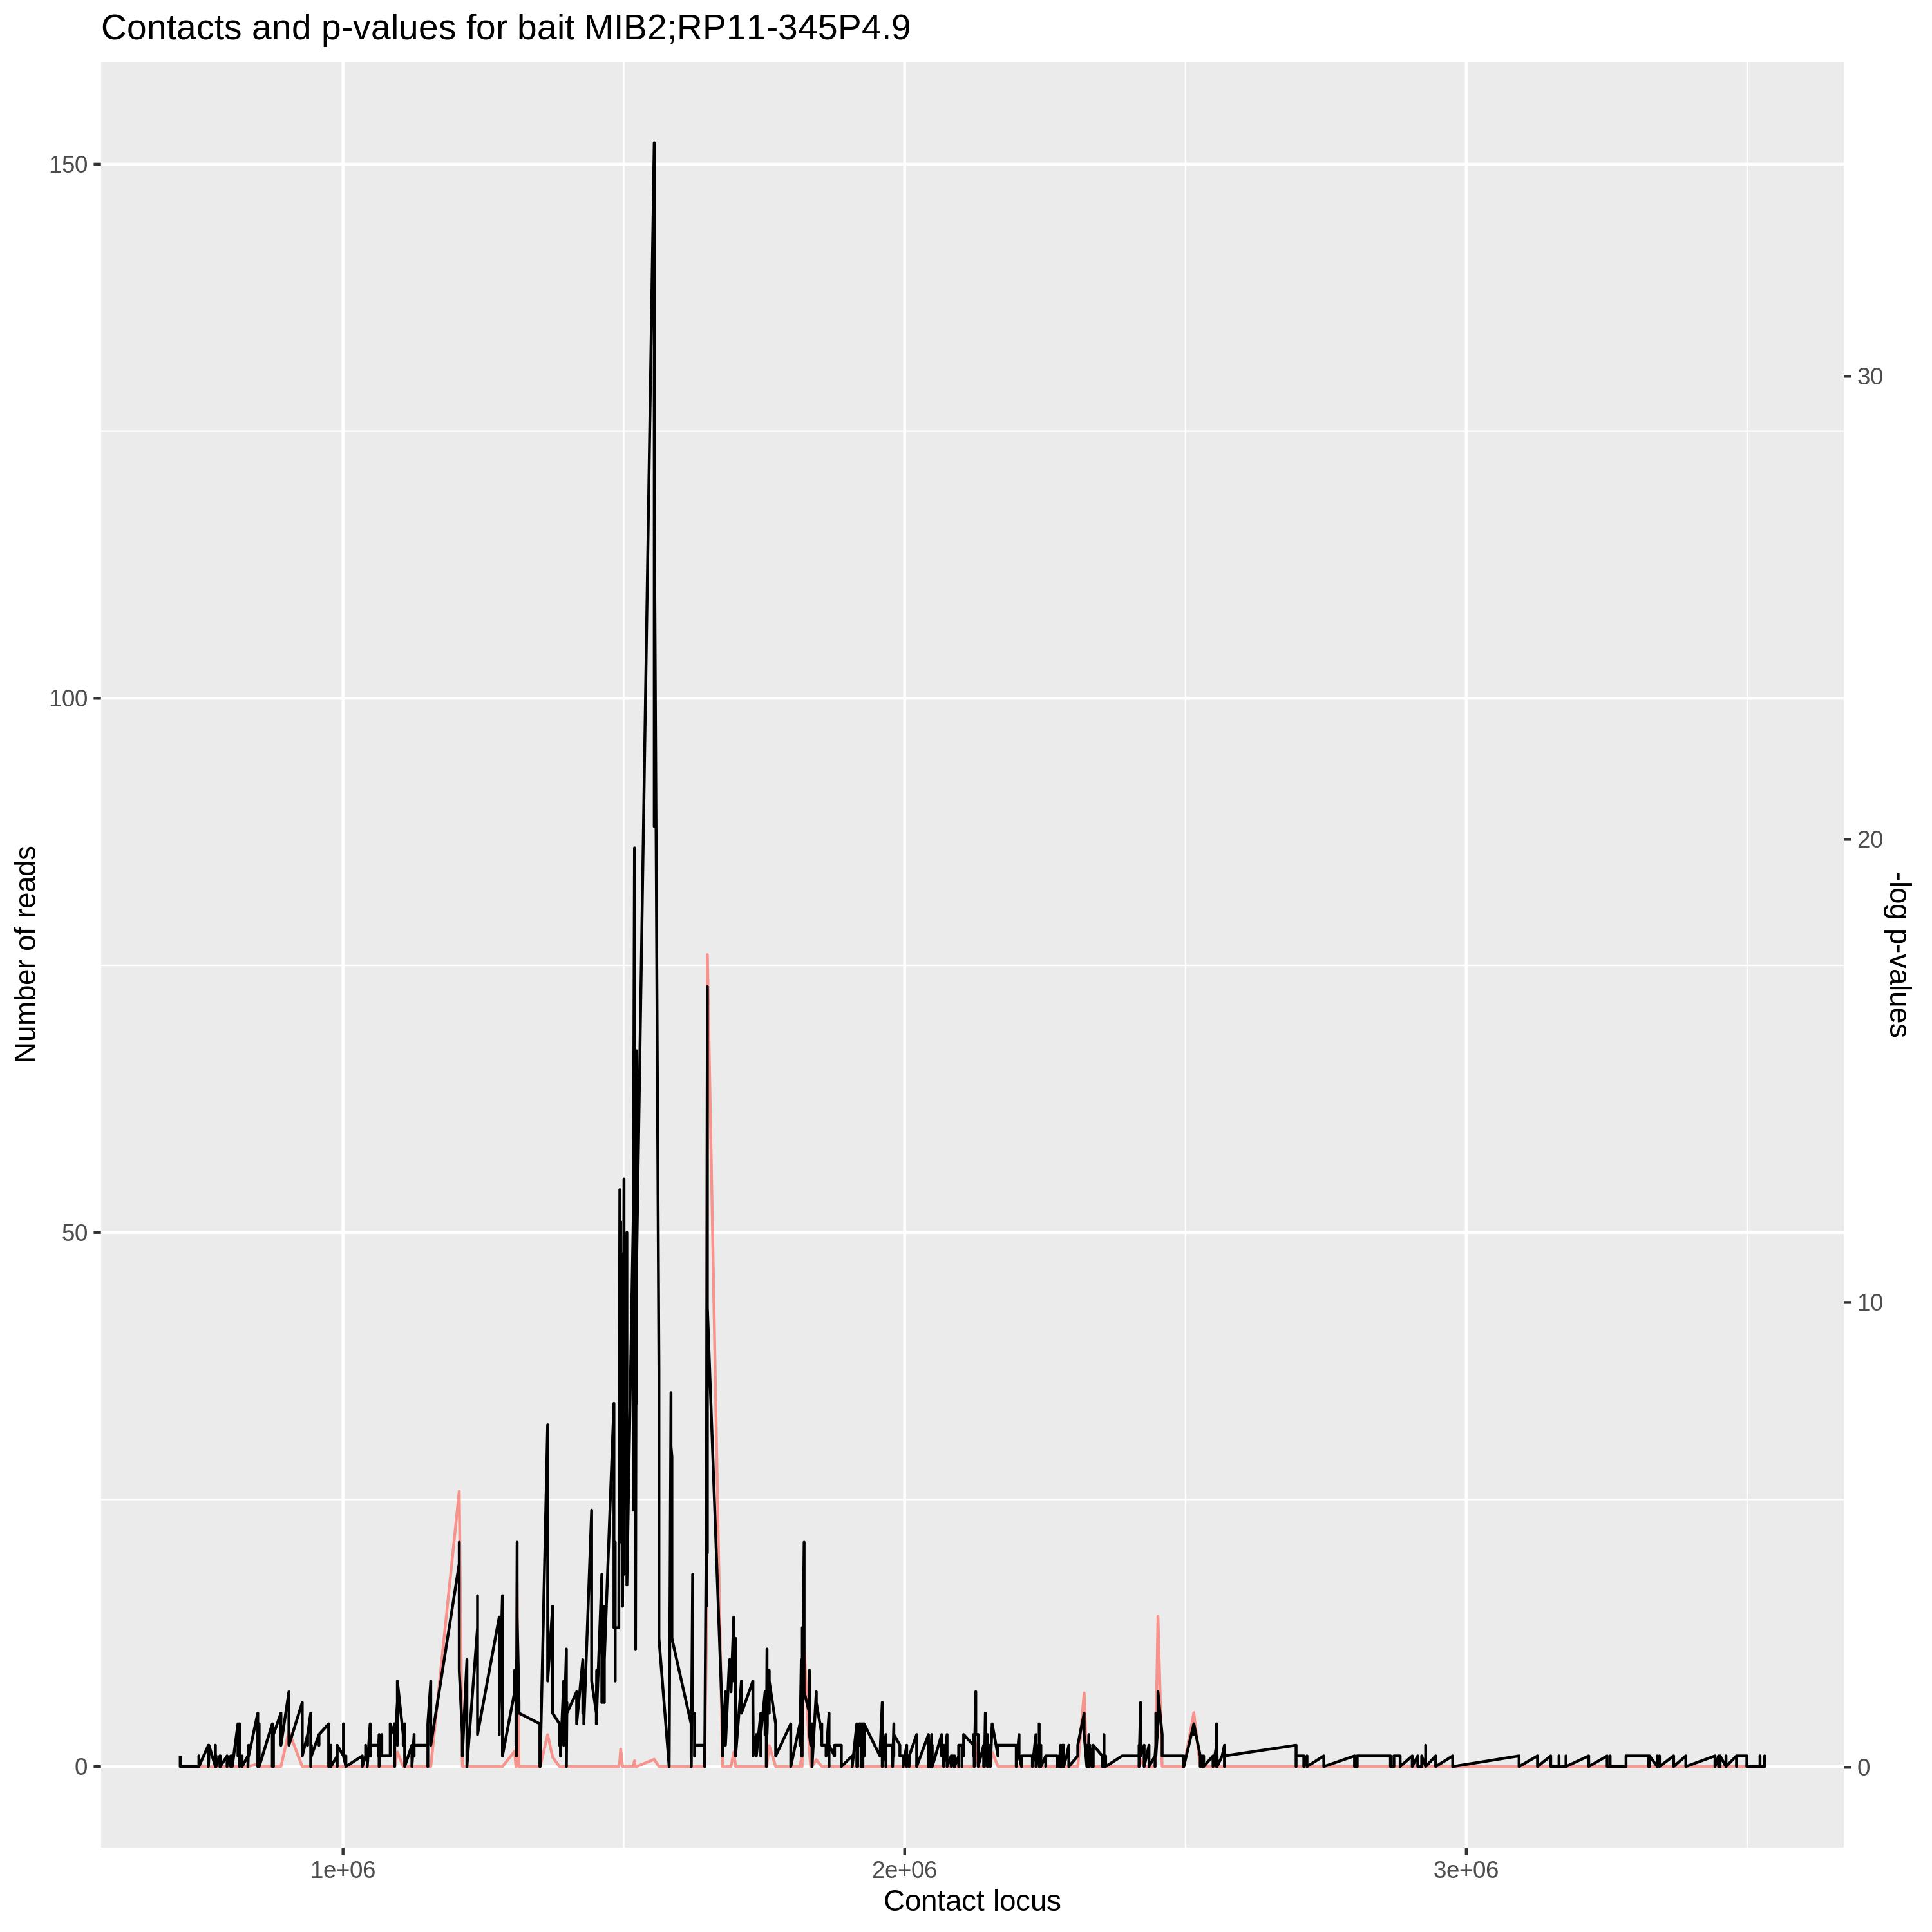 Contacts and p-values for bait MIB2;RP11-345P4.9
150
100
50
0
30
20
10
0
Number of reads
-log p-values
1e+06
2e+06
3e+06
Contact locus